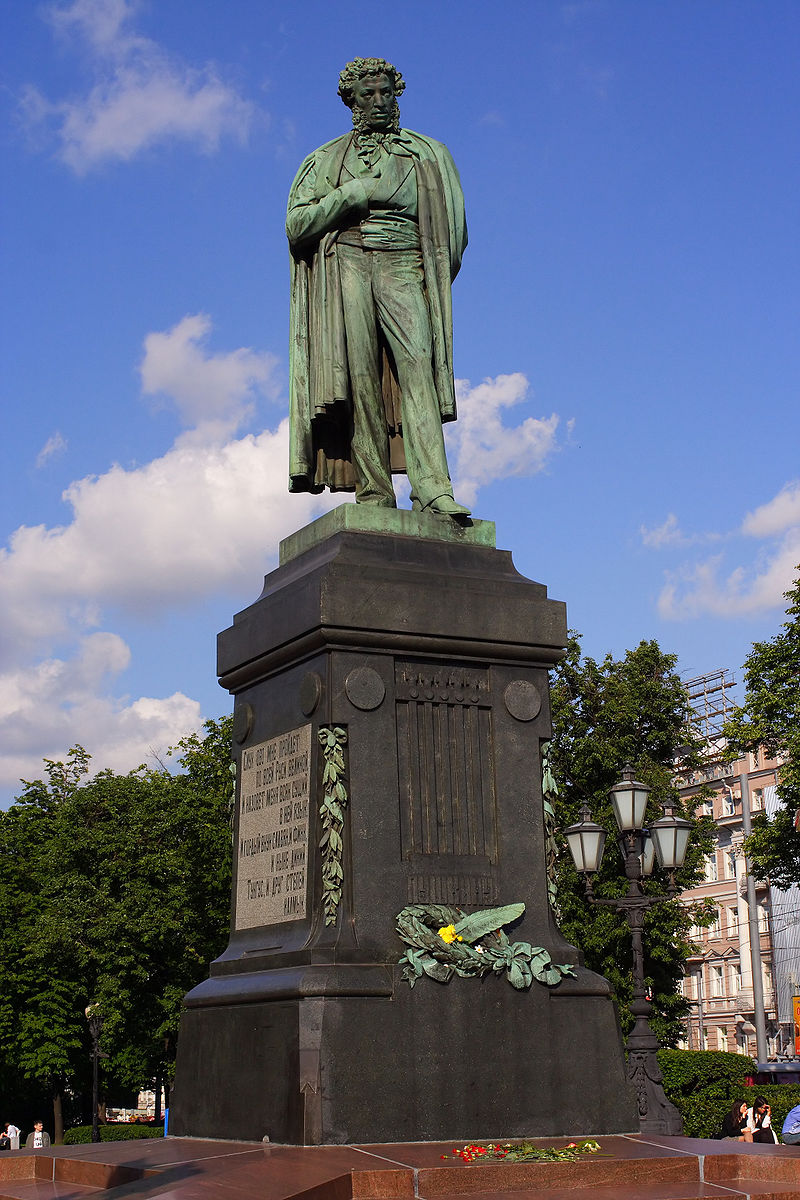 СЛУХ ОБО МНЕ ПРОЙДЕТ
ПО ВСЕЙ РУСИ ВЕЛИКОЙ
И НАЗОВЕТ МЕНЯ ВСЯК СУЩИЙ
В НЕЙ ЯЗЫК
И ГОРДЫЙ ВНУК СЛАВЯН И ФИНН,
И НЫНЕ ДИКИЙ
ТУНГУС, И ДРУГ СТЕПЕЙ
КАЛМЫК